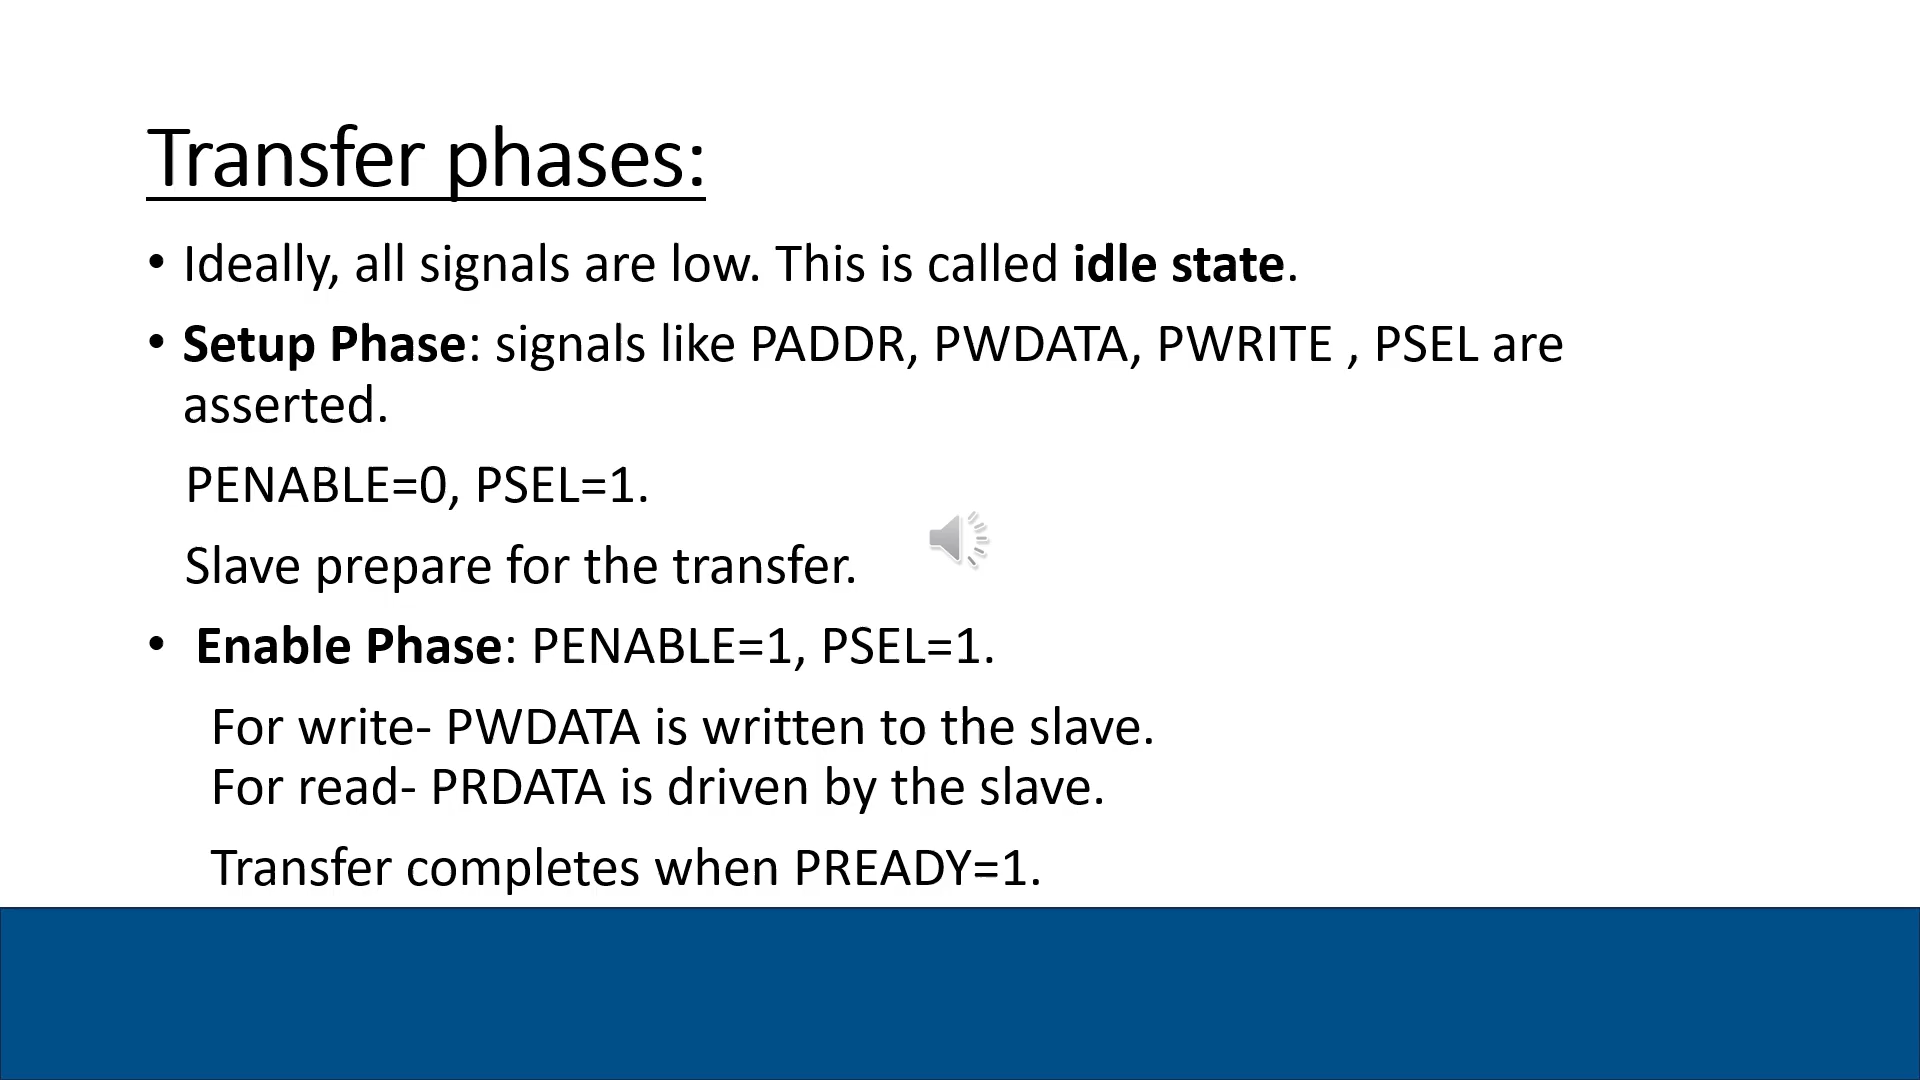 Transfer phases:
• Ideally, all signals are low. This is called idle state.
• Setup Phase: signals like PADDR, PWDATA, PWRITE , PSEL are
asserted.
PENABLE=0, PSEL=1.
Slave prepare for the transfer.
• Enable Phase: PENABLE=1, PSEL=1.
For write- PWDATA is written to the slave.
For read- PRDATA is driven by the slave.
Transfer completes when PREADY=1.